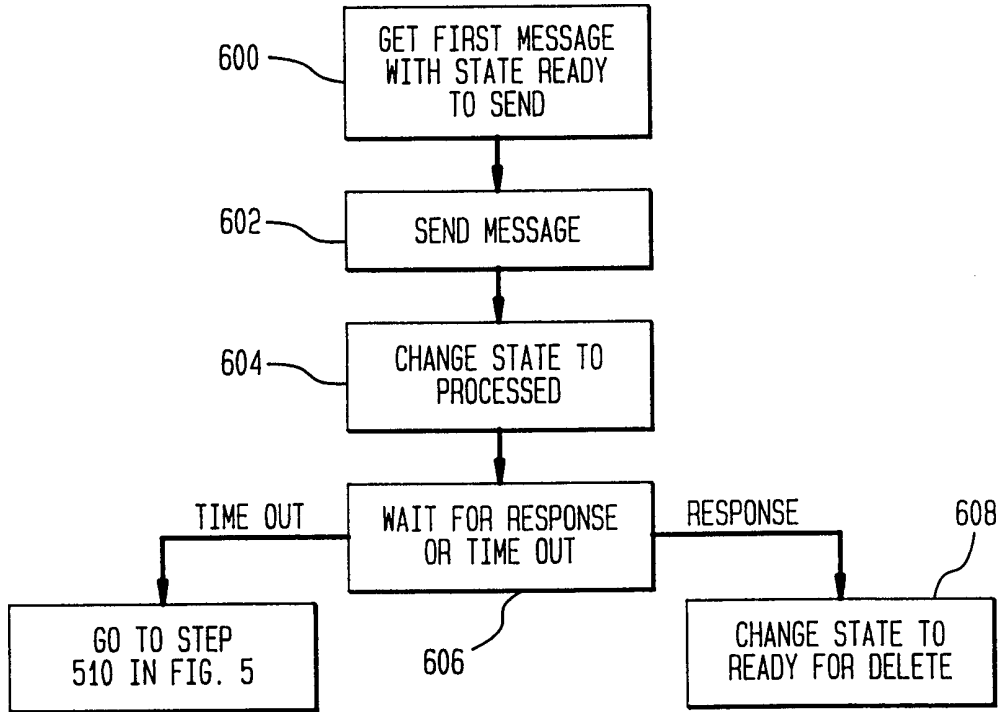 600
GET FIRST MESSAGE
WITH STATE READY
TO SEND
602
SEND MESSAGE
604
CHANGE STATE TO
PROCESSED
TIME OUT
WAIT FOR RESPONSE
OR TIME OUT
RESPONSE
608
606
GO TO STEP
510 IN FIG. 5
CHANGE STATE TO
READY FOR DELETE